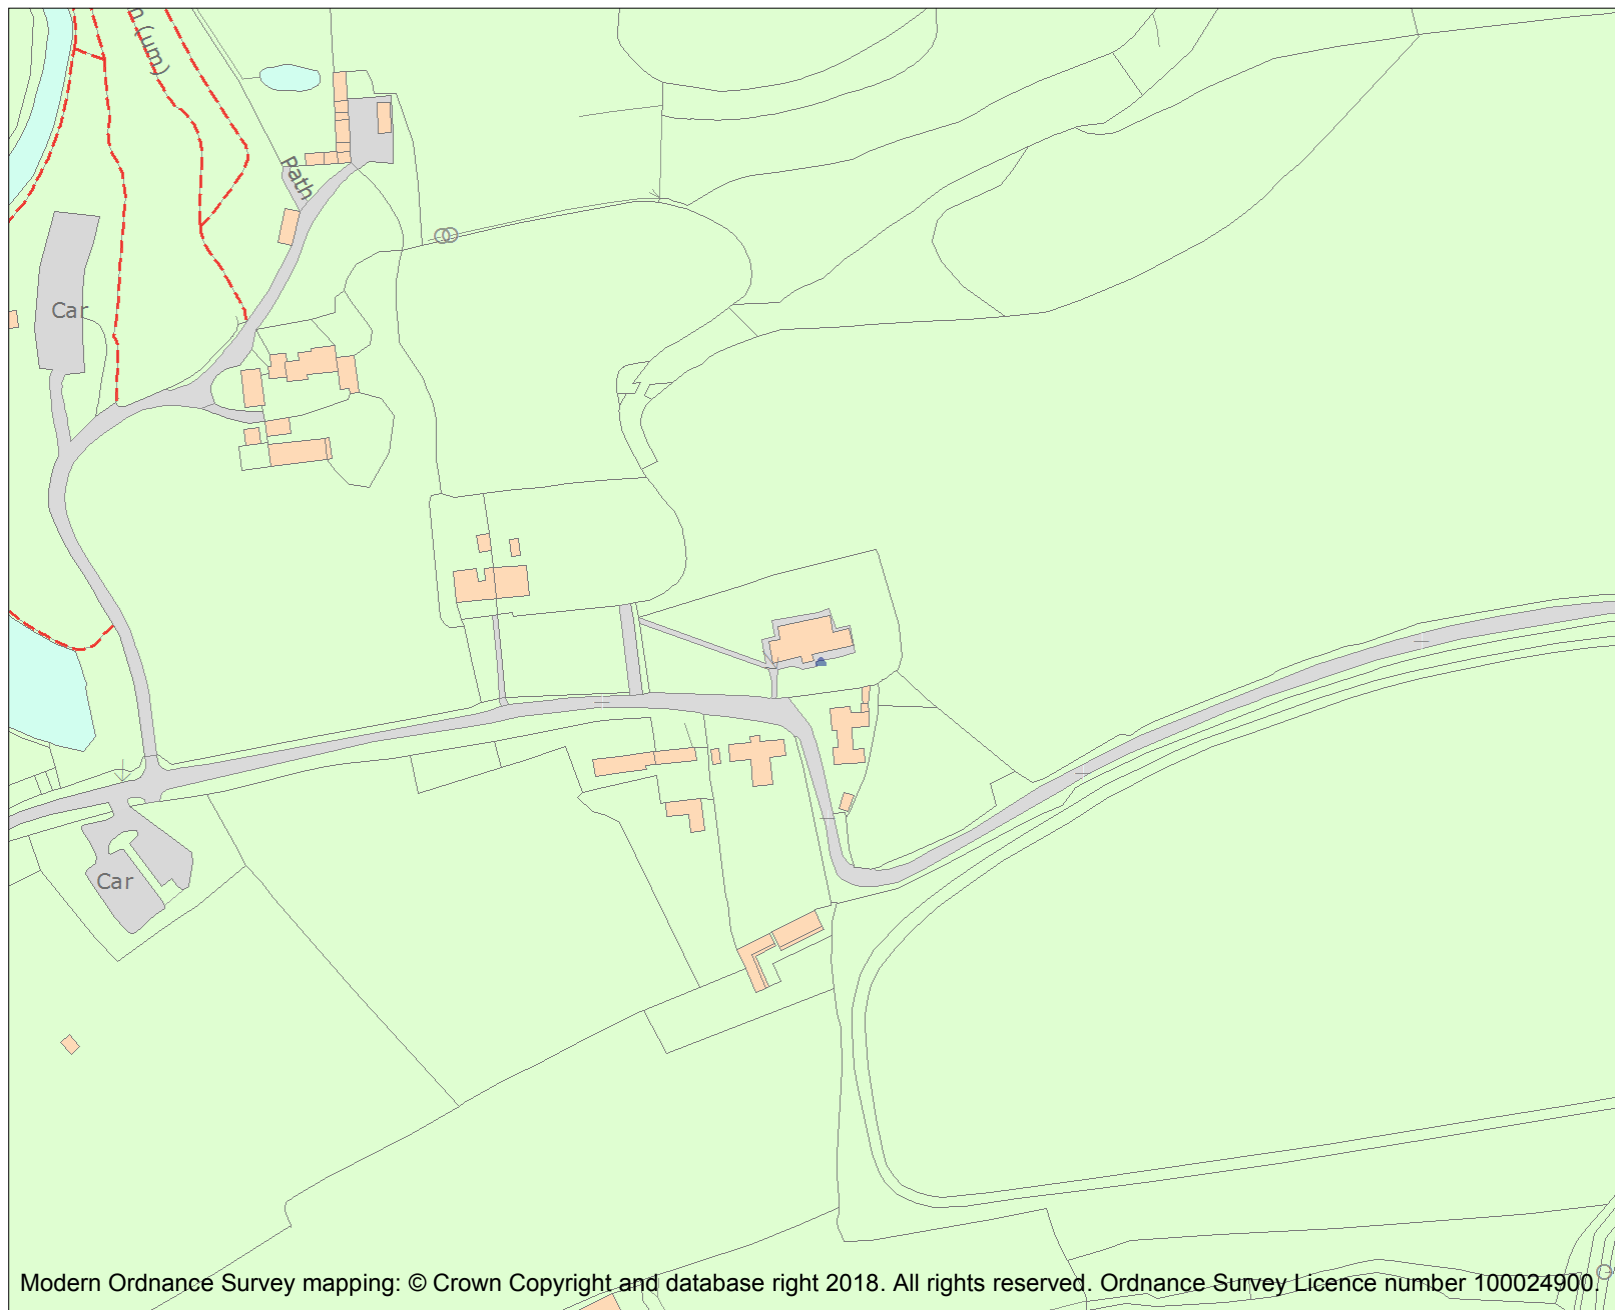 n (um)
Path
Car
Car
Modern Ordnance Survey mapping: © Crown Copyright and database right 2018. All rights reserved. Ordnance Survey Licence number 100024900.